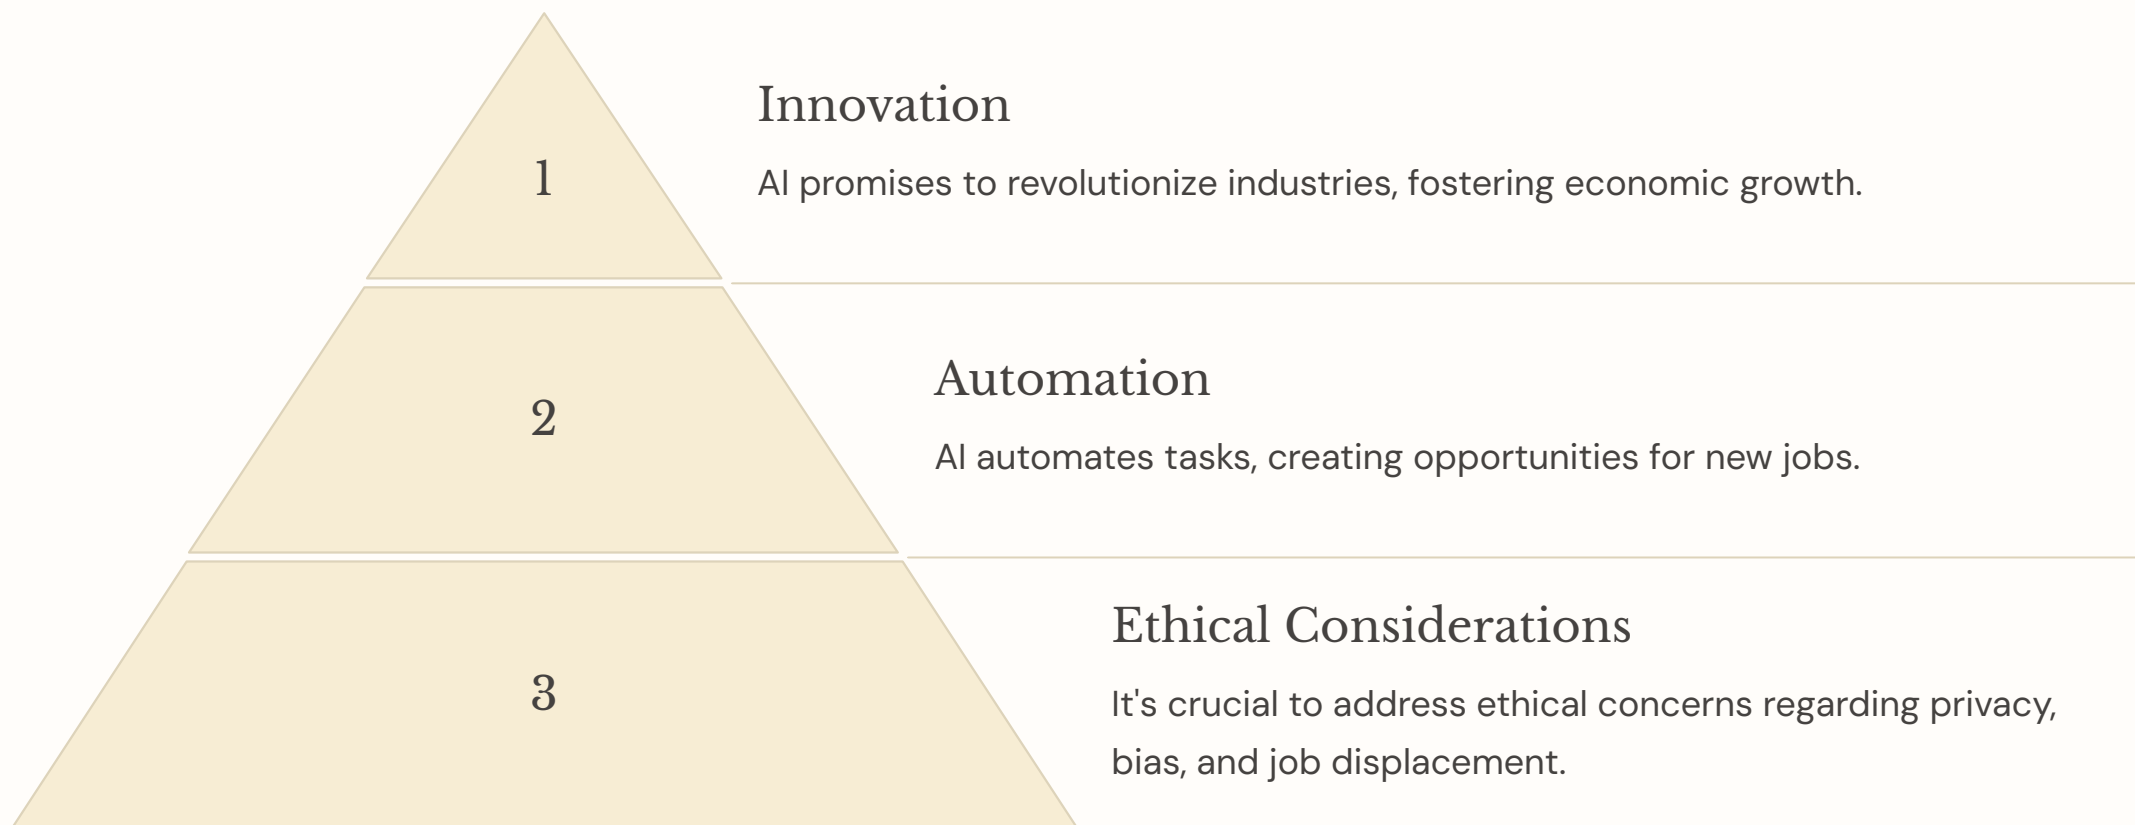 1
Innovation
AI promises to revolutionize industries, fostering economic growth.
2
Automation
AI automates tasks, creating opportunities for new jobs.
3
Ethical Considerations
It's crucial to address ethical concerns regarding privacy,
bias, and job displacement.